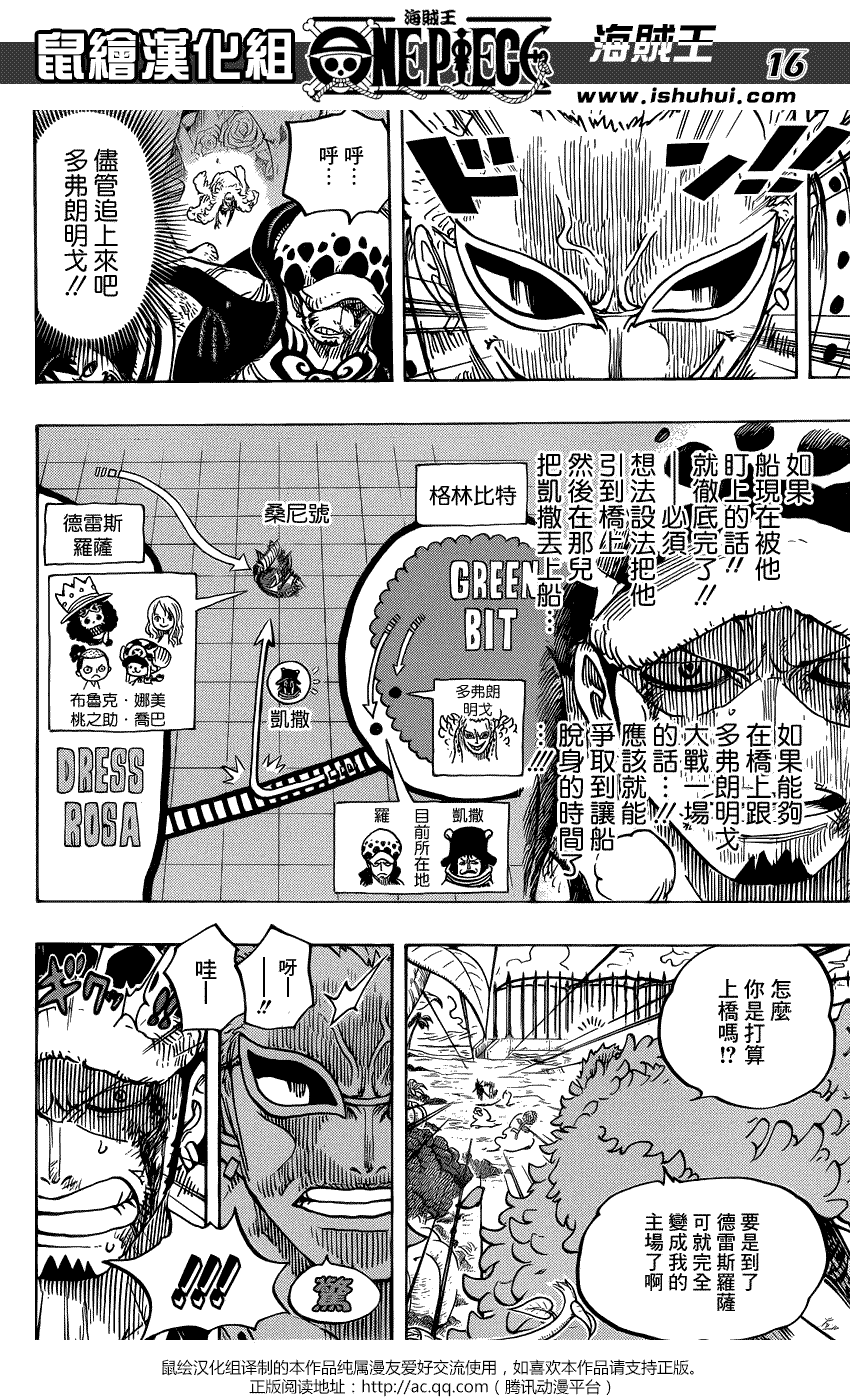 鼠繪漢化組
海賊王
ONE PIECE
海賊王
16
www.ishuhui.com
ドン!!
呼…
呼…
儘管追上來吧
多弗朗明戈!!
如果
船現在被他
盯上的話!!
就徹底完了!!
——必須
想法設法把他
引到橋上
然後在那兒
把凱撒丟上船…
如果能夠
在橋上跟
多弗朗明戈
大戰一場
的話…!!
應該就能
爭取到讓船
脫身的時間
…!!!
格林比特
GREEN
BIT
桑尼號
德雷斯
羅薩
布魯克・娜美
桃之助・喬巴
凱撒
多弗朗
明戈
DRESS
ROSA
羅
目前所在地
凱撒
怎麼
你是打算
上橋嗎!?
要是到了
德雷斯羅薩
可就完全
變成我的
主場了啊
呀—
—!!
哇—
ギクッ
!!!
驚
鼠绘汉化组译制的本作品纯属漫友爱好交流使用，如喜欢本作品请支持正版。
正版阅读地址：http://ac.qq.com（腾讯动漫平台）